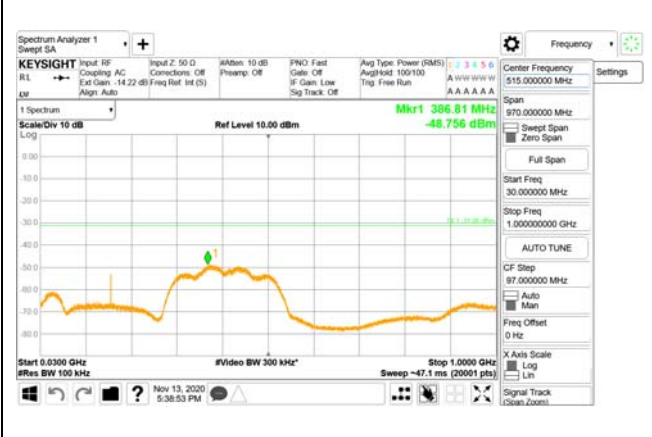 Spectrum Analyzer 1
Swept SA
+
Frequency
KEYSIGHT
RL
Input: RF
Coupling: AC
Ext Gain: -14.22 dB
Align: Auto
Input Z: 50 Ω
Corrections: Off
Freq Ref: Int (S)
#Atten: 10 dB
Preamp: Off
PNO: Fast
Gate: Off
IF Gain: Low
Sig Track: Off
Avg Type: Power (RMS)
Avg|Hold: 100/100
Trig: Free Run
1 2 3 4 5 6
A W W W W W
A A A A A A
1 Spectrum
Scale/Div 10 dB
Log
Ref Level 10.00 dBm
Mkr1 386.81 MHz
-48.756 dBm
0.00
-10.0
-20.0
-30.0
-40.0
-50.0
-60.0
-70.0
-80.0
1
Start 0.0300 GHz
#Res BW 100 kHz
#Video BW 300 kHz*
Stop 1.0000 GHz
Sweep ~47.1 ms (20001 pts)
?
Nov 13, 2020
5:38:53 PM
Center Frequency
515.000000 MHz
Settings
Span
970.000000 MHz
Swept Span
Zero Span
Full Span
Start Freq
30.000000 MHz
Stop Freq
1.000000000 GHz
AUTO TUNE
CF Step
97.000000 MHz
Auto
Man
Freq Offset
0 Hz
X Axis Scale
Log
Lin
Signal Track
(Span Zoom)